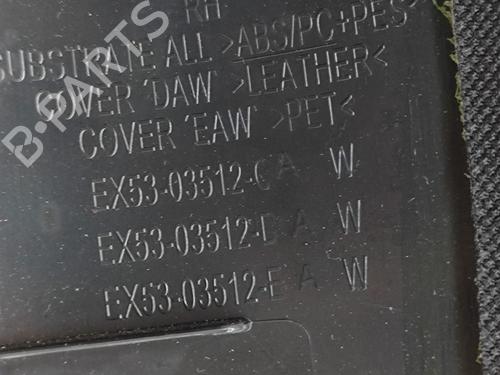 RH
SUBSTRATE ALL >ABS/PC+PES<
COVER 'DAW' >LEATHER<
COVER 'EAW' >PET<
EX53-03512-CA W
EX53-03512-DA W
EX53-03512-EA W
B-PARTS